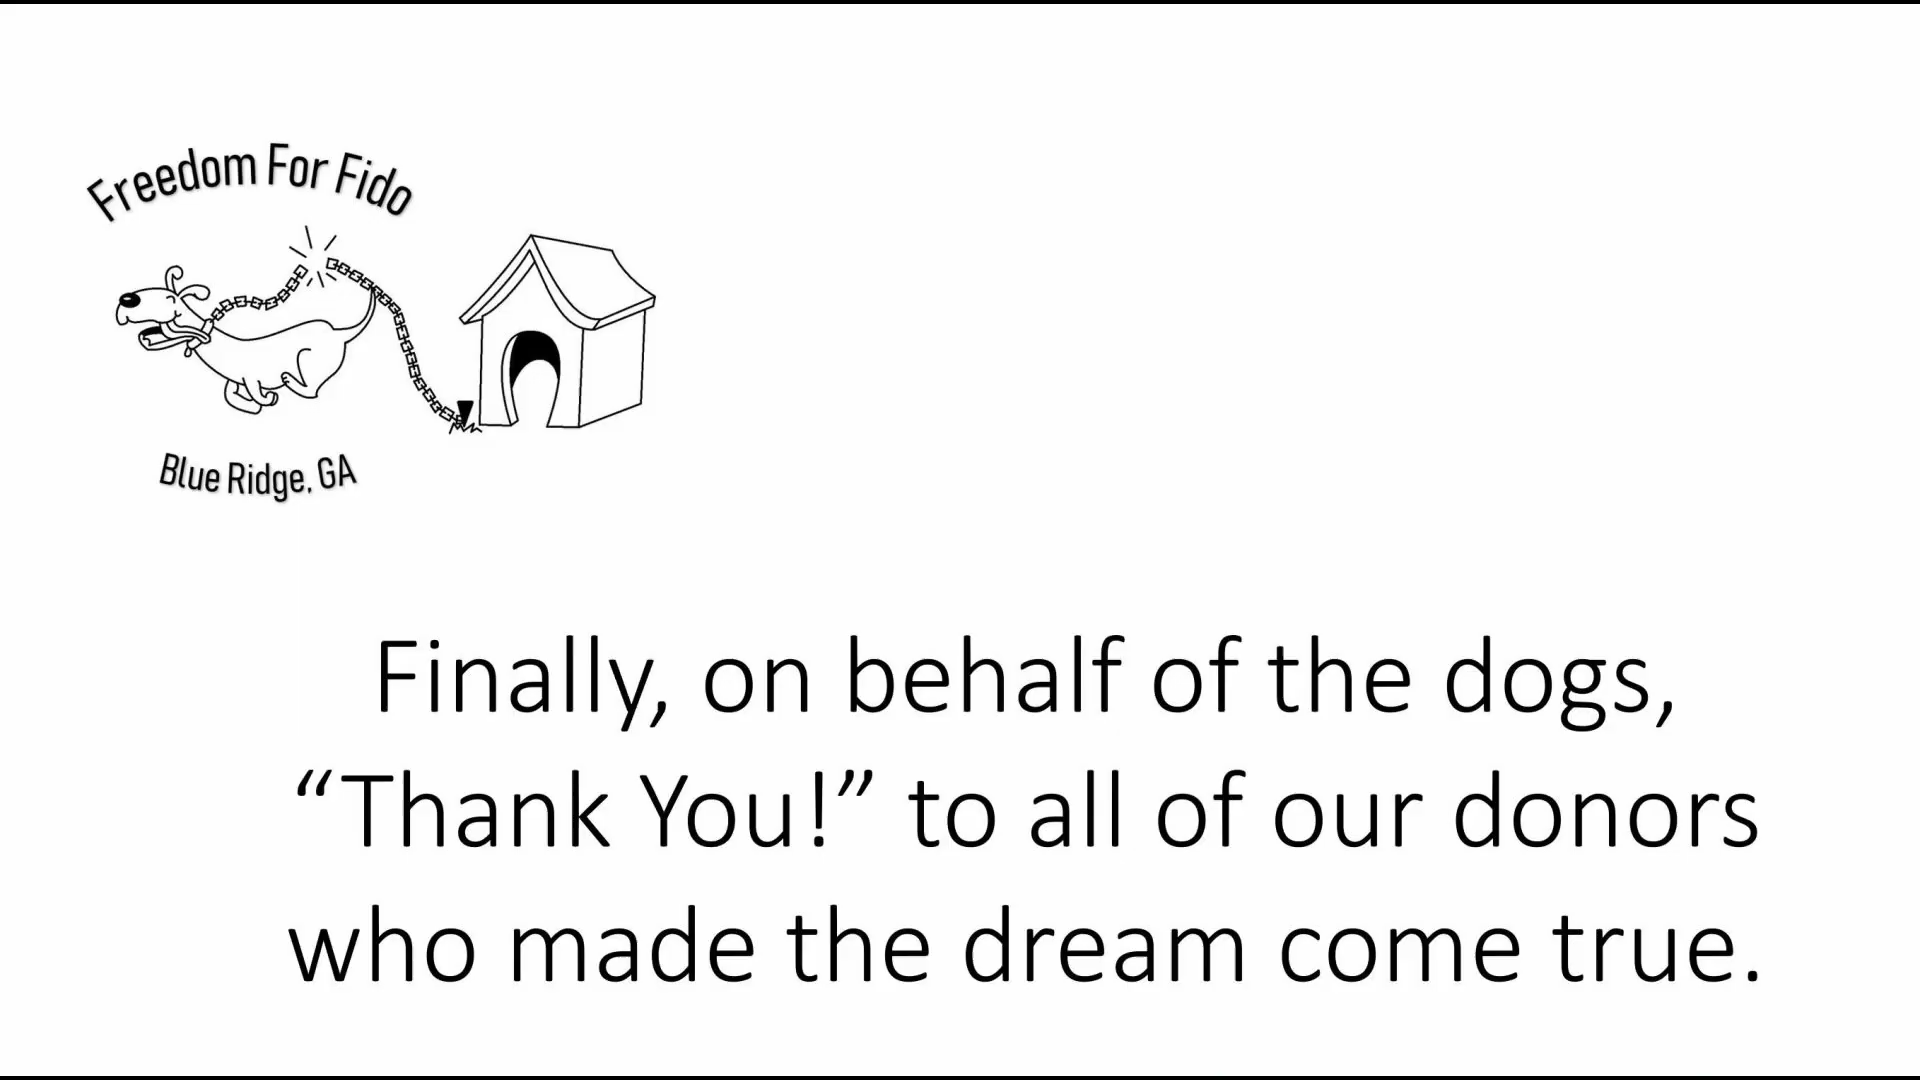 Freedom For Fido
Blue Ridge, GA
Finally, on behalf of the dogs,
“Thank You!” to all of our donors
who made the dream come true.